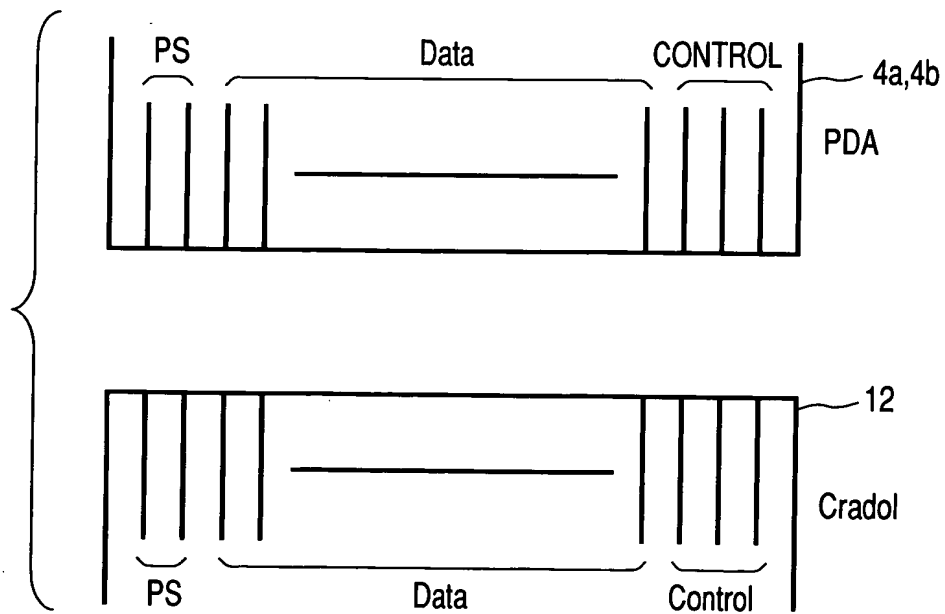 PS Data CONTROL
4a,4b
PDA
12
Cradol
PS Data Control